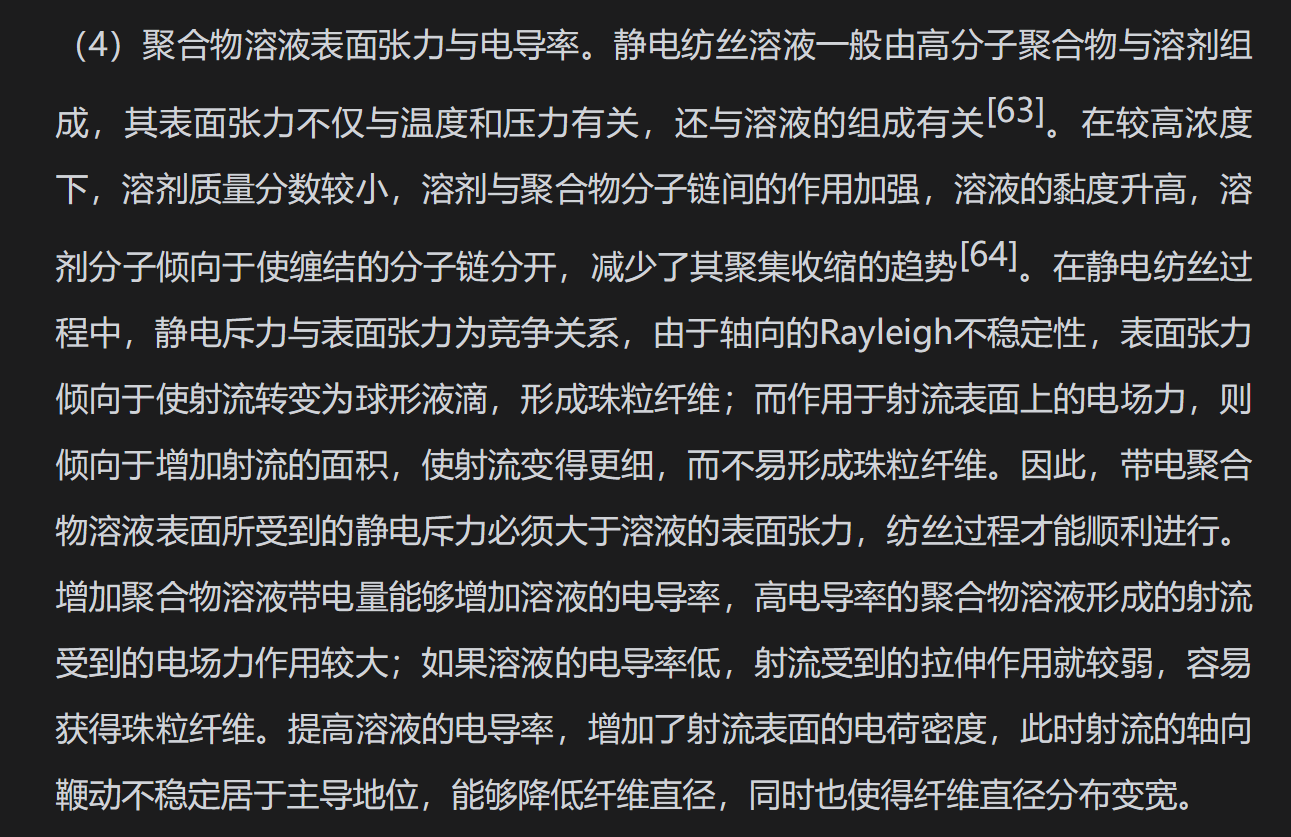 （4）聚合物溶液表面张力与电导率。静电纺丝溶液一般由高分子聚合物与溶剂组
成，其表面张力不仅与温度和压力有关，还与溶液的组成有关[63]。在较高浓度
下，溶剂质量分数较小，溶剂与聚合物分子链间的作用加强，溶液的黏度升高，溶
剂分子倾向于使缠结的分子链分开，减少了其聚集收缩的趋势[64]。在静电纺丝过
程中，静电斥力与表面张力为竞争关系，由于轴向的Rayleigh不稳定性，表面张力
倾向于使射流转变为球形液滴，形成珠粒纤维；而作用于射流表面上的电场力，则
倾向于增加射流的面积，使射流变得更细，而不易形成珠粒纤维。因此，带电聚合
物溶液表面所受到的静电斥力必须大于溶液的表面张力，纺丝过程才能顺利进行。
增加聚合物溶液带电量能够增加溶液的电导率，高电导率的聚合物溶液形成的射流
受到的电场力作用较大；如果溶液的电导率低，射流受到的拉伸作用就较弱，容易
获得珠粒纤维。提高溶液的电导率，增加了射流表面的电荷密度，此时射流的轴向
鞭动不稳定居于主导地位，能够降低纤维直径，同时也使得纤维直径分布变宽。